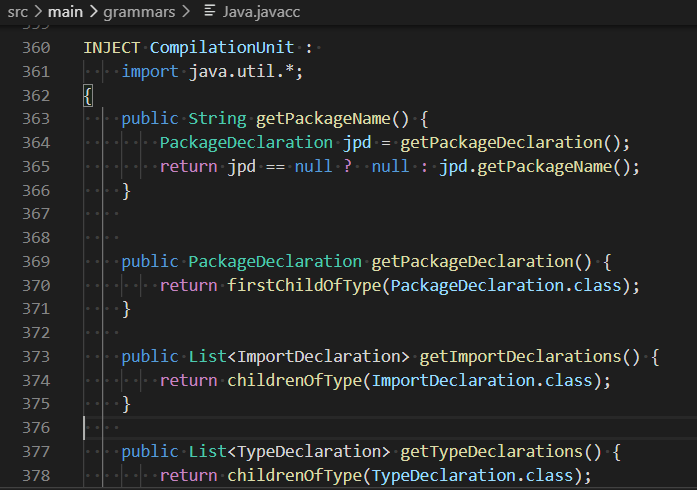 src > main > grammars > Java.javacc
360 INJECT CompilationUnit :
361     import java.util.*;
362 {
363     public String getPackageName() {
364         PackageDeclaration jpd = getPackageDeclaration();
365         return jpd == null ?  null : jpd.getPackageName();
366     }
367
368
369     public PackageDeclaration getPackageDeclaration() {
370         return firstChildOfType(PackageDeclaration.class);
371     }
372
373     public List<ImportDeclaration> getImportDeclarations() {
374         return childrenOfType(ImportDeclaration.class);
375     }
376
377     public List<TypeDeclaration> getTypeDeclarations() {
378         return childrenOfType(TypeDeclaration.class);